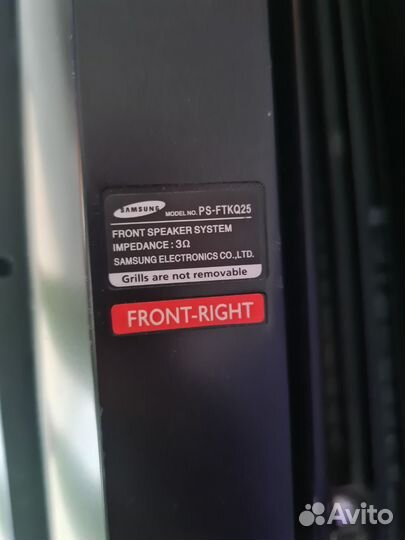 SAMSUNG MODEL NO. PS-FTKQ25
FRONT SPEAKER SYSTEM
IMPEDANCE : 3Ω
SAMSUNG ELECTRONICS CO.,LTD.
Grills are not removable
FRONT-RIGHT
Avito